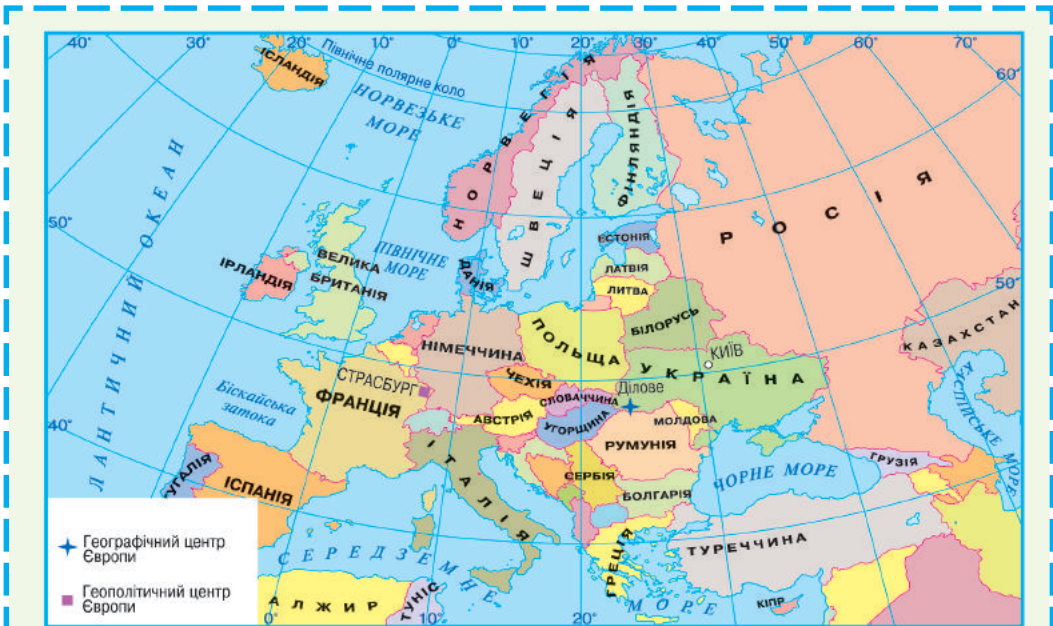 40° 30° 20° 10° 0° 10° 20° 30° 40° 50° 60° 70°
ІСЛАНДІЯ
Північне полярне коло
60°
НОРВЕЗЬКЕ
МОРЕ
НОРВЕГІЯ
ШВЕЦІЯ
ФІНЛЯНДІЯ
РОСІЯ
50°
ЛАНТИЧНИЙ ОКЕАН
ПІВНІЧНЕ
МОРЕ
ЕСТОНІЯ
ЛАТВІЯ
ЛИТВА
ДАНІЯ
ІРЛАНДІЯ
ВЕЛИКА
БРИТАНІЯ
50°
БІЛОРУСЬ
ПОЛЬЩА
НІМЕЧЧИНА
КАЗАХСТАН
КИЇВ
УКРАЇНА
СТРАСБУРГ
ЧЕХІЯ
Ділове
СЛОВАЧЧИНА
ФРАНЦІЯ
Біскайська
затока
АВСТРІЯ
УГОРЩИНА
МОЛДОВА
РУМУНІЯ
КАСПІЙСЬКЕ МОРЕ
40°
ІТАЛІЯ
СЕРБІЯ
ЧОРНЕ МОРЕ
ГРУЗІЯ
УГАЛІЯ
ІСПАНІЯ
БОЛГАРІЯ
ГРЕЦІЯ
ТУРЕЧЧИНА
Географічний центр
Європи
Геополітичний центр
Європи
СЕРЕДЗЕМНЕ МОРЕ
АЛЖИР
ТУНІС
КІПР
0° 10° 20°